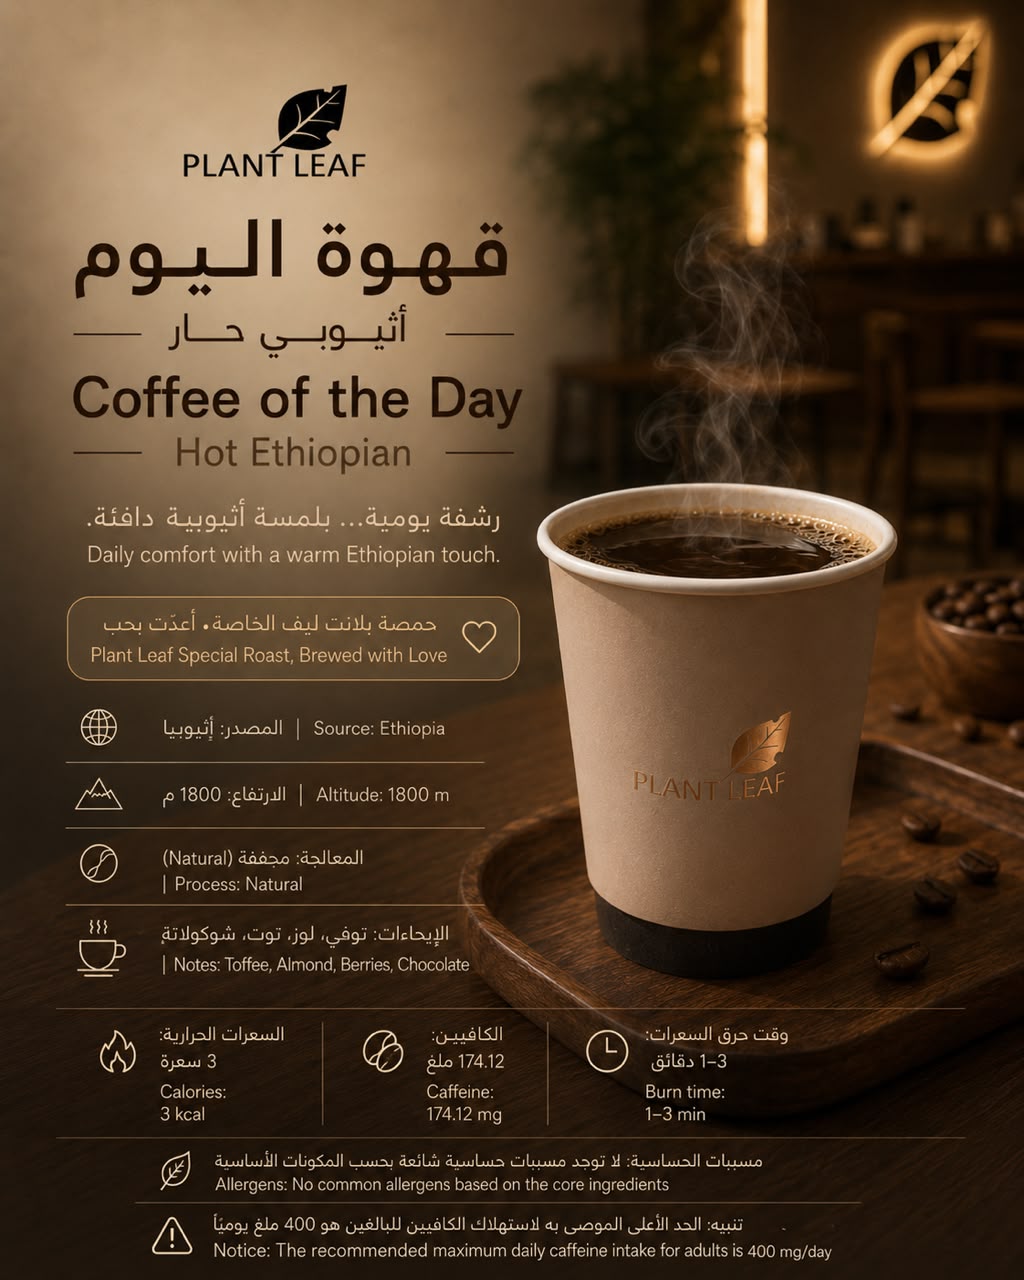 PLANT LEAF
قهوة اليوم
أثيوبي حار
Coffee of the Day
Hot Ethiopian
رشفة يومية... بلمسة أثيوبية دافئة.
Daily comfort with a warm Ethiopian touch.
حمصة بلانت ليف الخاصة • أعدّت بحب
Plant Leaf Special Roast, Brewed with Love
المصدر: إثيوبيا | Source: Ethiopia
الارتفاع: 1800 م | Altitude: 1800 m
المعالجة: مجففة (Natural)
| Process: Natural
الإيحاءات: توفي، لوز، توت، شوكولاتة
| Notes: Toffee, Almond, Berries, Chocolate
السعرات الحرارية:
3 سعرة
Calories:
3 kcal
الكافيين:
174.12 ملغ
Caffeine:
174.12 mg
وقت حرق السعرات:
1–3 دقائق
Burn time:
1–3 min
مسببات الحساسية: لا توجد مسببات حساسية شائعة بحسب المكونات الأساسية
Allergens: No common allergens based on the core ingredients
تنبيه: الحد الأعلى الموصى به لاستهلاك الكافيين للبالغين هو 400 ملغ يوميًا
Notice: The recommended maximum daily caffeine intake for adults is 400 mg/day
PLANT LEAF